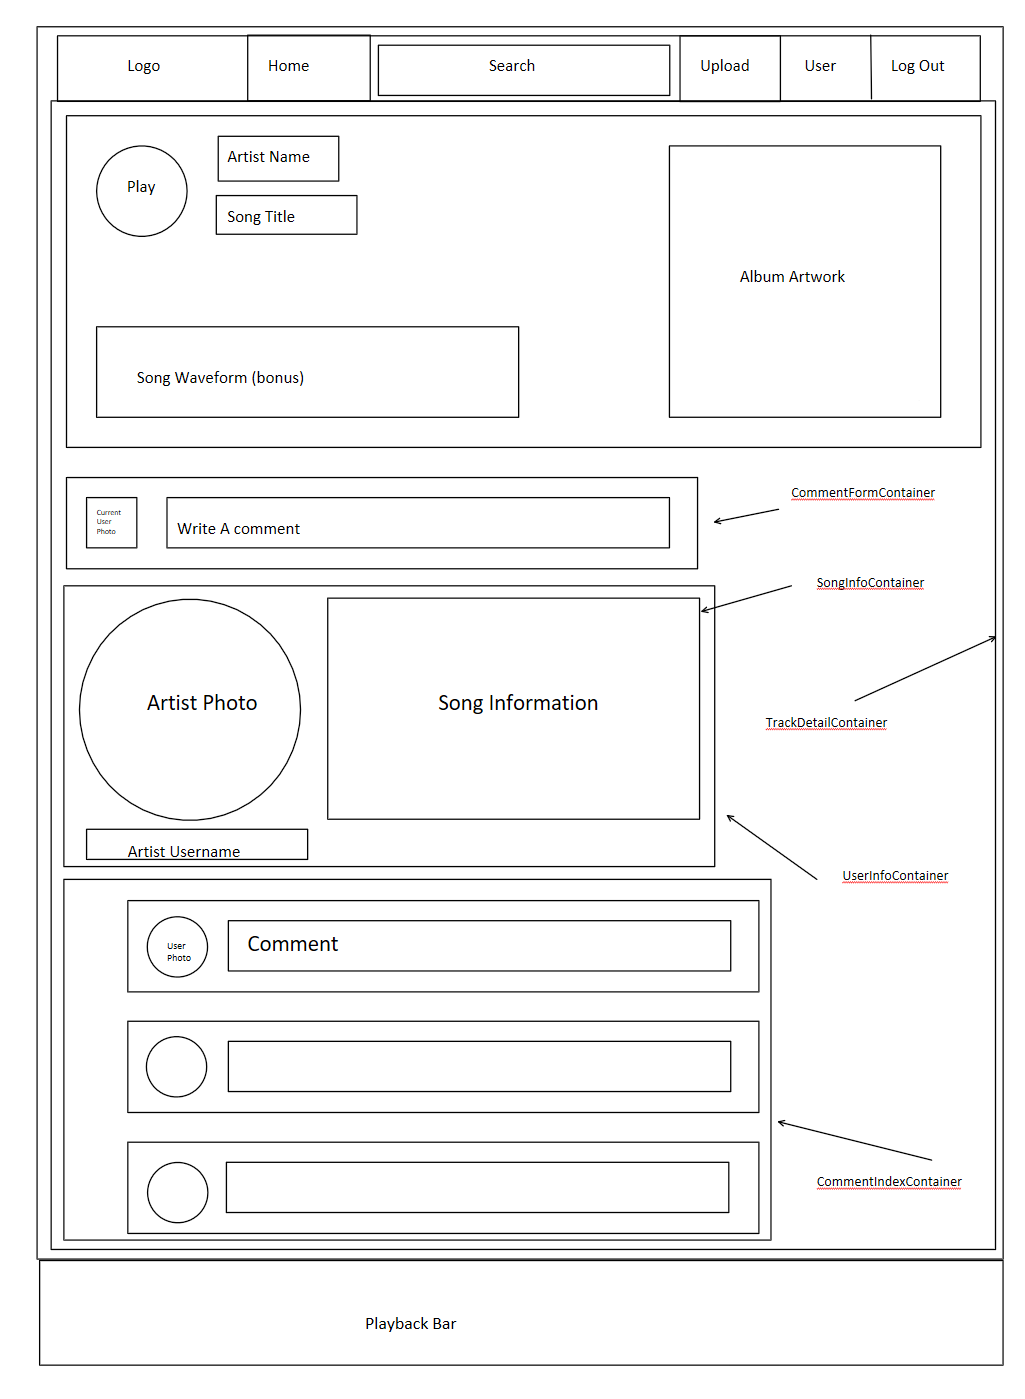 Logo
Home
Search
Upload
User
Log Out
Artist Name
Play
Song Title
Album Artwork
Song Waveform (bonus)
CommentFormContainer
Current
User
Photo
Write A comment
SongInfoContainer
Artist Photo
Song Information
TrackDetailContainer
Artist Username
UserInfoContainer
User
Photo
Comment
CommentIndexContainer
Playback Bar